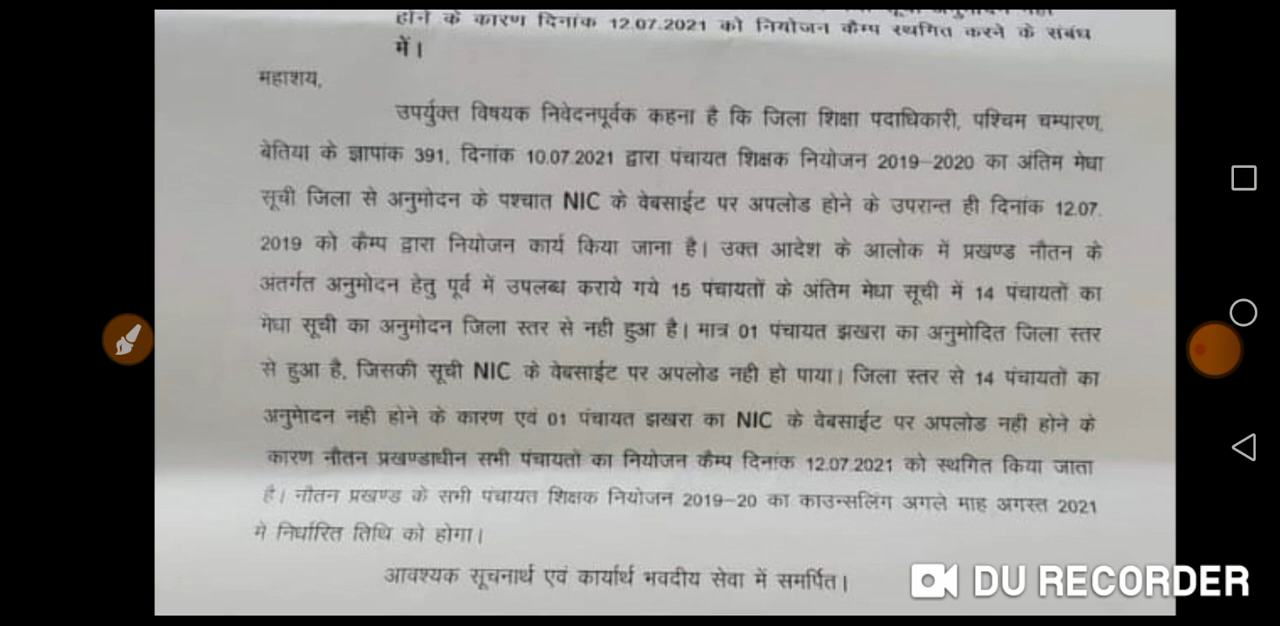 सूची अनुमोदन नहीं
होने के कारण दिनांक 12.07.2021 को नियोजन कैम्प स्थगित करने के संबंध
में।
महाशय,
उपर्युक्त विषयक निवेदनपूर्वक कहना है कि जिला शिक्षा पदाधिकारी, पश्चिम चम्पारण,
बेतिया के ज्ञापांक 391, दिनांक 10.07.2021 द्वारा पंचायत शिक्षक नियोजन 2019–2020 का अंतिम मेधा
सूची जिला से अनुमोदन के पश्चात NIC के वेबसाईट पर अपलोड होने के उपरान्त ही दिनांक 12.07.
2019 को कैम्प द्वारा नियोजन कार्य किया जाना है। उक्त आदेश के आलोक में प्रखण्ड नौतन के
अंतर्गत अनुमोदन हेतु पूर्व में उपलब्ध कराये गये 15 पंचायतों के अंतिम मेधा सूची में 14 पंचायतों का
मेधा सूची का अनुमोदन जिला स्तर से नही हुआ है। मात्र 01 पंचायत झखरा का अनुमोदित जिला स्तर
से हुआ है, जिसकी सूची NIC के वेबसाईट पर अपलोड नही हो पाया। जिला स्तर से 14 पंचायतों का
अनुमोदन नही होने के कारण एवं 01 पंचायत झखरा का NIC के वेबसाईट पर अपलोड नही होने के
कारण नौतन प्रखण्डाधीन सभी पंचायतों का नियोजन कैम्प दिनांक 12.07.2021 को स्थगित किया जाता
है। नौतन प्रखण्ड के सभी पंचायत शिक्षक नियोजन 2019–20 का काउन्सलिंग अगले माह अगस्त 2021
मे निर्धारित तिथि को होगा।
आवश्यक सूचनार्थ एवं कार्यार्थ भवदीय सेवा में समर्पित।
DU RECORDER